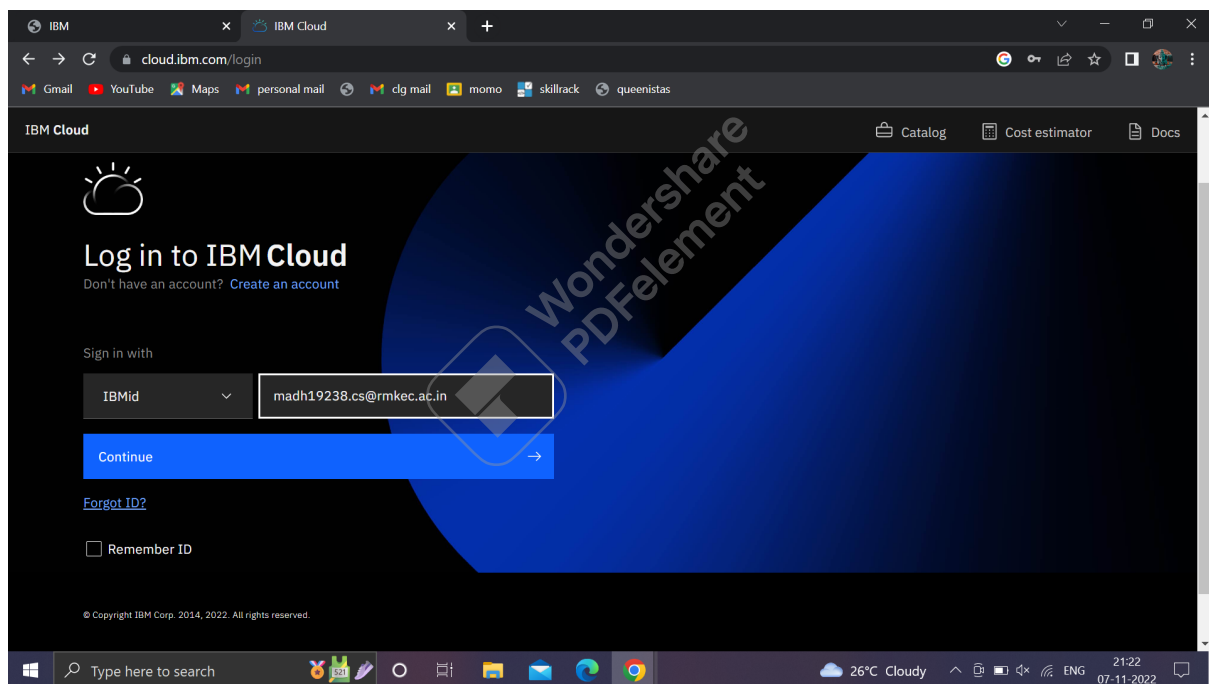 IBM
IBM Cloud
cloud.ibm.com/login
Gmail YouTube Maps personal mail clg mail momo skillrack queenistas
IBM Cloud Catalog Cost estimator Docs
Log in to IBM Cloud
Don't have an account? Create an account
Sign in with
IBMid madh19238.cs@rmkec.ac.in
Continue
Forgot ID?
Remember ID
© Copyright IBM Corp. 2014, 2022. All rights reserved.
Wondershare
PDFelement
Type here to search 26°C Cloudy ENG 21:22
07-11-2022